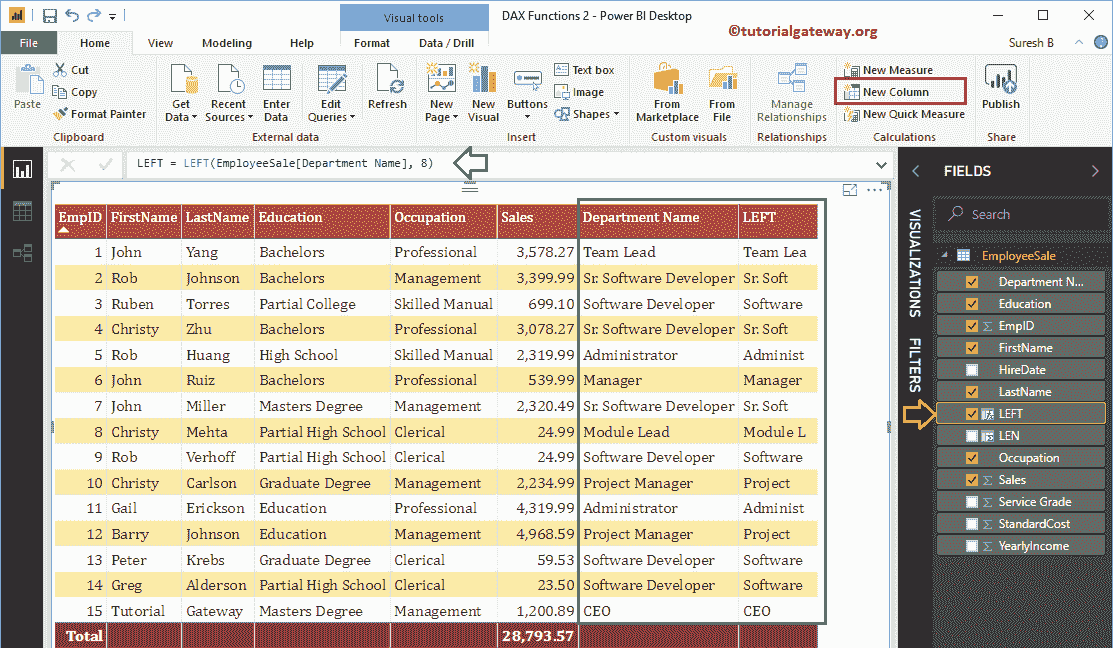 Visual tools
DAX Functions 2 - Power BI Desktop
©tutorialgateway.org
File Home View Modeling Help Format Data / Drill
Suresh B
Paste
Cut
Copy
Format Painter
Clipboard
Get Data
Recent Sources
Enter Data
Edit Queries
External data
Refresh
New Page
New Visual
Buttons
Text box
Image
Shapes
Insert
From Marketplace
From File
Custom visuals
Manage Relationships
Relationships
New Measure
New Column
New Quick Measure
Calculations
Publish
Share
LEFT = LEFT(EmployeeSale[Department Name], 8)
EmpID FirstName LastName Education Occupation Sales Department Name LEFT
1 John Yang Bachelors Professional 3,578.27 Team Lead Team Lea
2 Rob Johnson Bachelors Management 3,399.99 Sr. Software Developer Sr. Soft
3 Ruben Torres Partial College Skilled Manual 699.10 Software Developer Software
4 Christy Zhu Bachelors Professional 3,078.27 Sr. Software Developer Sr. Soft
5 Rob Huang High School Skilled Manual 2,319.99 Administrator Administ
6 John Ruiz Bachelors Professional 539.99 Manager Manager
7 John Miller Masters Degree Management 2,320.49 Sr. Software Developer Sr. Soft
8 Christy Mehta Partial High School Clerical 24.99 Module Lead Module L
9 Rob Verhoff Partial High School Clerical 24.99 Software Developer Software
10 Christy Carlson Graduate Degree Management 2,234.99 Project Manager Project
11 Gail Erickson Education Professional 4,319.99 Administrator Administ
12 Barry Johnson Education Management 4,968.59 Project Manager Project
13 Peter Krebs Graduate Degree Clerical 59.53 Software Developer Software
14 Greg Alderson Partial High School Clerical 23.50 Software Developer Software
15 Tutorial Gateway Masters Degree Management 1,200.89 CEO CEO
Total 28,793.57
VISUALIZATIONS
FILTERS
FIELDS
Search
EmployeeSale
Department N...
Education
Σ EmpID
FirstName
HireDate
LastName
LEFT
LEN
Occupation
Σ Sales
Σ Service Grade
Σ StandardCost
Σ YearlyIncome